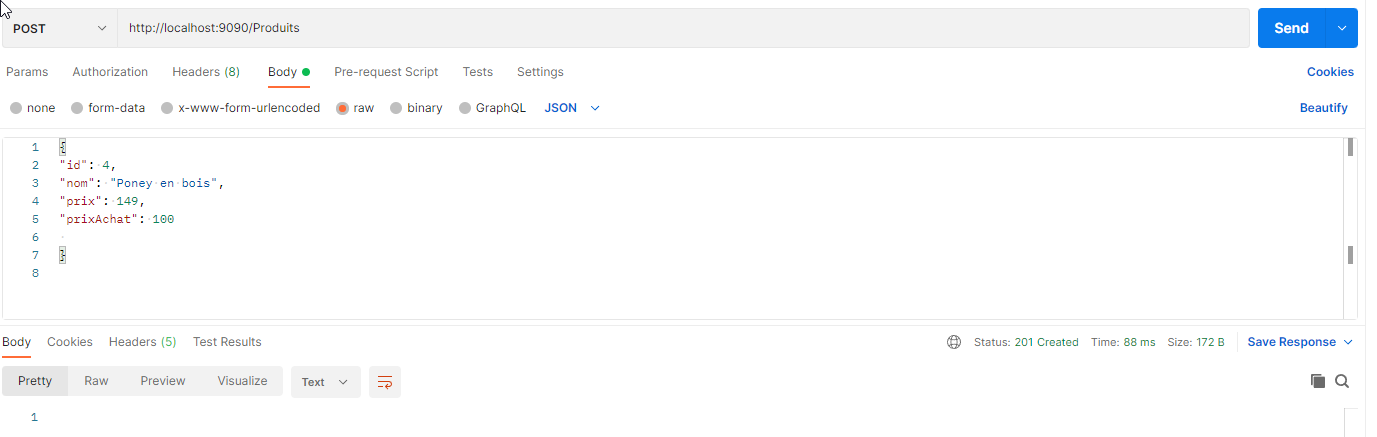 POST http://localhost:9090/Produits Send
Params Authorization Headers (8) Body Pre-request Script Tests Settings Cookies
none form-data x-www-form-urlencoded raw binary GraphQL JSON Beautify
1 {
2 "id": 4,
3 "nom": "Poney en bois",
4 "prix": 149,
5 "prixAchat": 100
6
7 }
8
Body Cookies Headers (5) Test Results Status: 201 Created Time: 88 ms Size: 172 B Save Response
Pretty Raw Preview Visualize Text
1